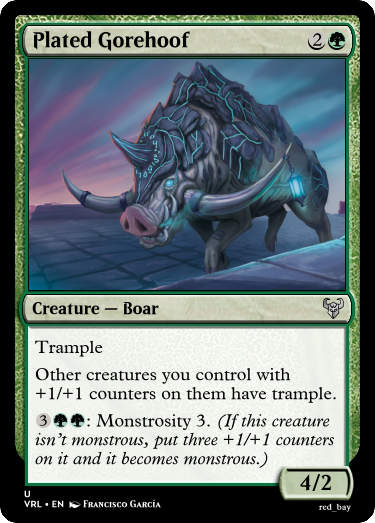 Plated Gorehoof 2
Creature — Boar
Trample
Other creatures you control with
+1/+1 counters on them have trample.
3: Monstrosity 3. (If this creature
isn't monstrous, put three +1/+1 counters
on it and it becomes monstrous.)
4/2
U
VRL • EN Francisco García
red_bay